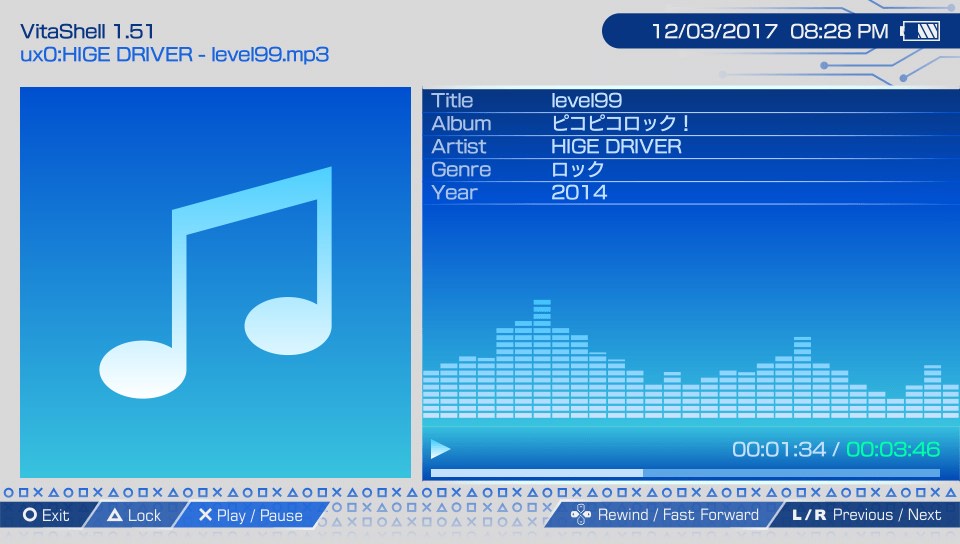 VitaShell 1.51
12/03/2017 08:28 PM
ux0:HIGE DRIVER - level99.mp3
Title level99
Album ピコピコロック！
Artist HIGE DRIVER
Genre ロック
Year 2014
00:01:34 / 00:03:46
Exit Lock Play / Pause Rewind / Fast Forward L/R Previous / Next